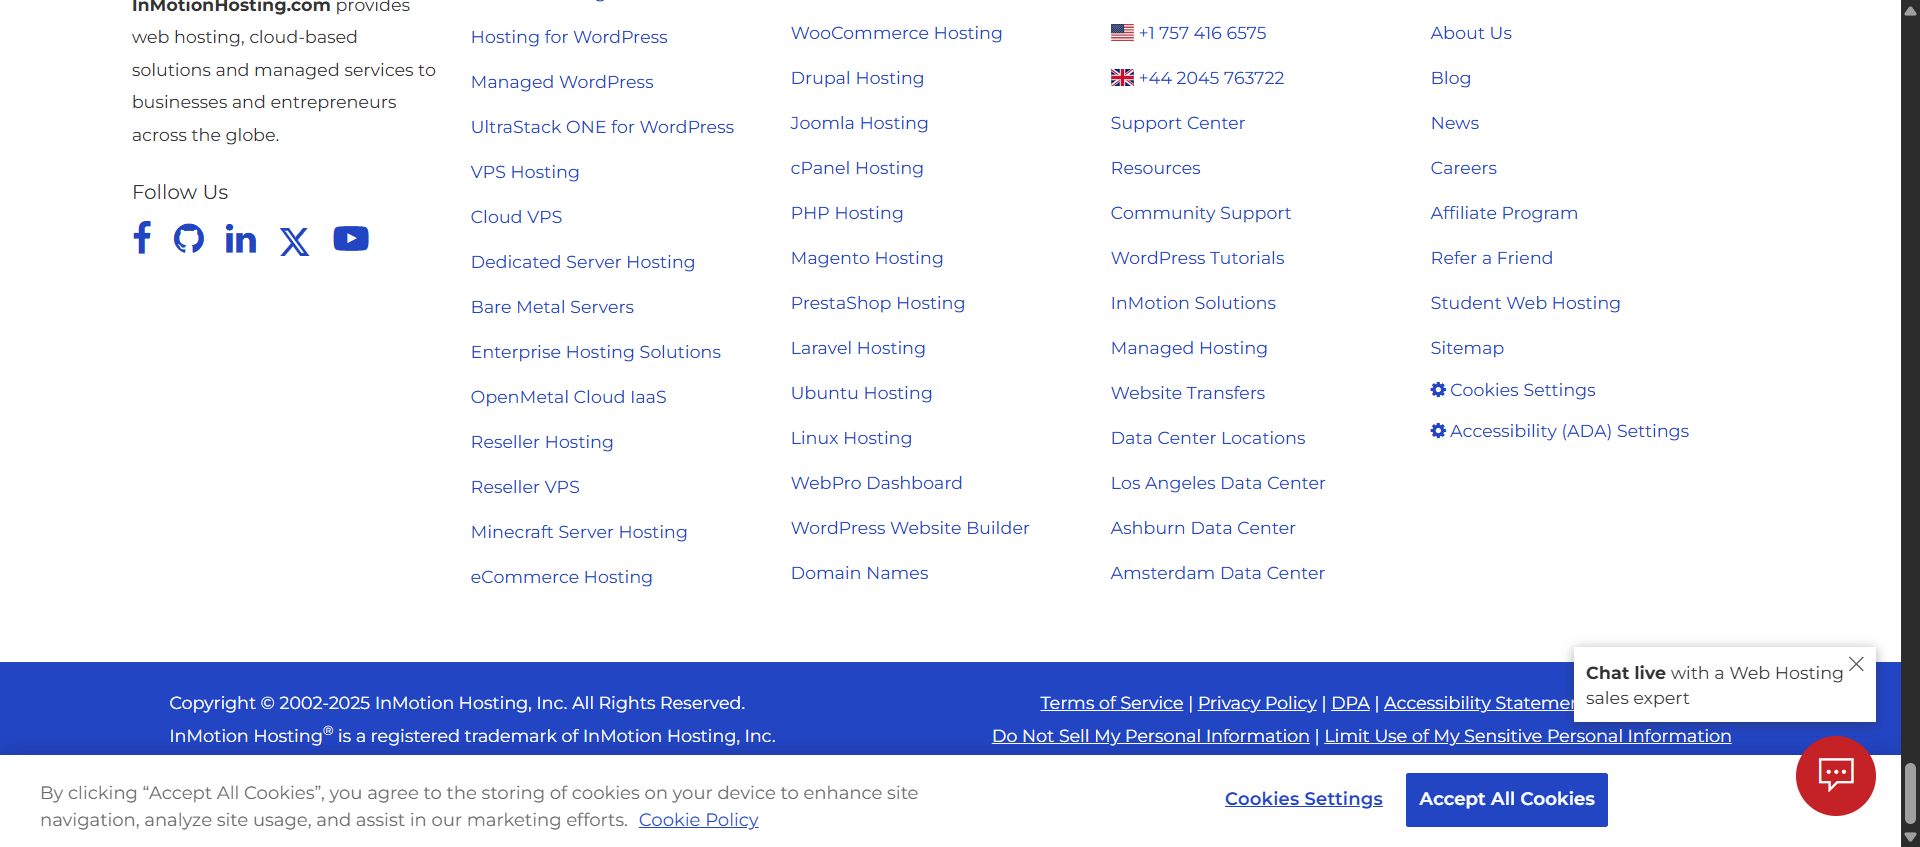 InMotionHosting.com provides
web hosting, cloud-based
solutions and managed services to
businesses and entrepreneurs
across the globe.
Follow Us
Hosting for WordPress
Managed WordPress
UltraStack ONE for WordPress
VPS Hosting
Cloud VPS
Dedicated Server Hosting
Bare Metal Servers
Enterprise Hosting Solutions
OpenMetal Cloud IaaS
Reseller Hosting
Reseller VPS
Minecraft Server Hosting
eCommerce Hosting
WooCommerce Hosting
Drupal Hosting
Joomla Hosting
cPanel Hosting
PHP Hosting
Magento Hosting
PrestaShop Hosting
Laravel Hosting
Ubuntu Hosting
Linux Hosting
WebPro Dashboard
WordPress Website Builder
Domain Names
+1 757 416 6575
+44 2045 763722
Support Center
Resources
Community Support
WordPress Tutorials
InMotion Solutions
Managed Hosting
Website Transfers
Data Center Locations
Los Angeles Data Center
Ashburn Data Center
Amsterdam Data Center
About Us
Blog
News
Careers
Affiliate Program
Refer a Friend
Student Web Hosting
Sitemap
Cookies Settings
Accessibility (ADA) Settings
Copyright © 2002-2025 InMotion Hosting, Inc. All Rights Reserved.
InMotion Hosting® is a registered trademark of InMotion Hosting, Inc.
Terms of Service | Privacy Policy | DPA | Accessibility
Do Not Sell My Personal Information | Limit Use of My Sensitive Personal Information
Chat live with a Web Hosting
sales expert
By clicking “Accept All Cookies”, you agree to the storing of cookies on your device to enhance site
navigation, analyze site usage, and assist in our marketing efforts. Cookie Policy
Cookies Settings
Accept All Cookies